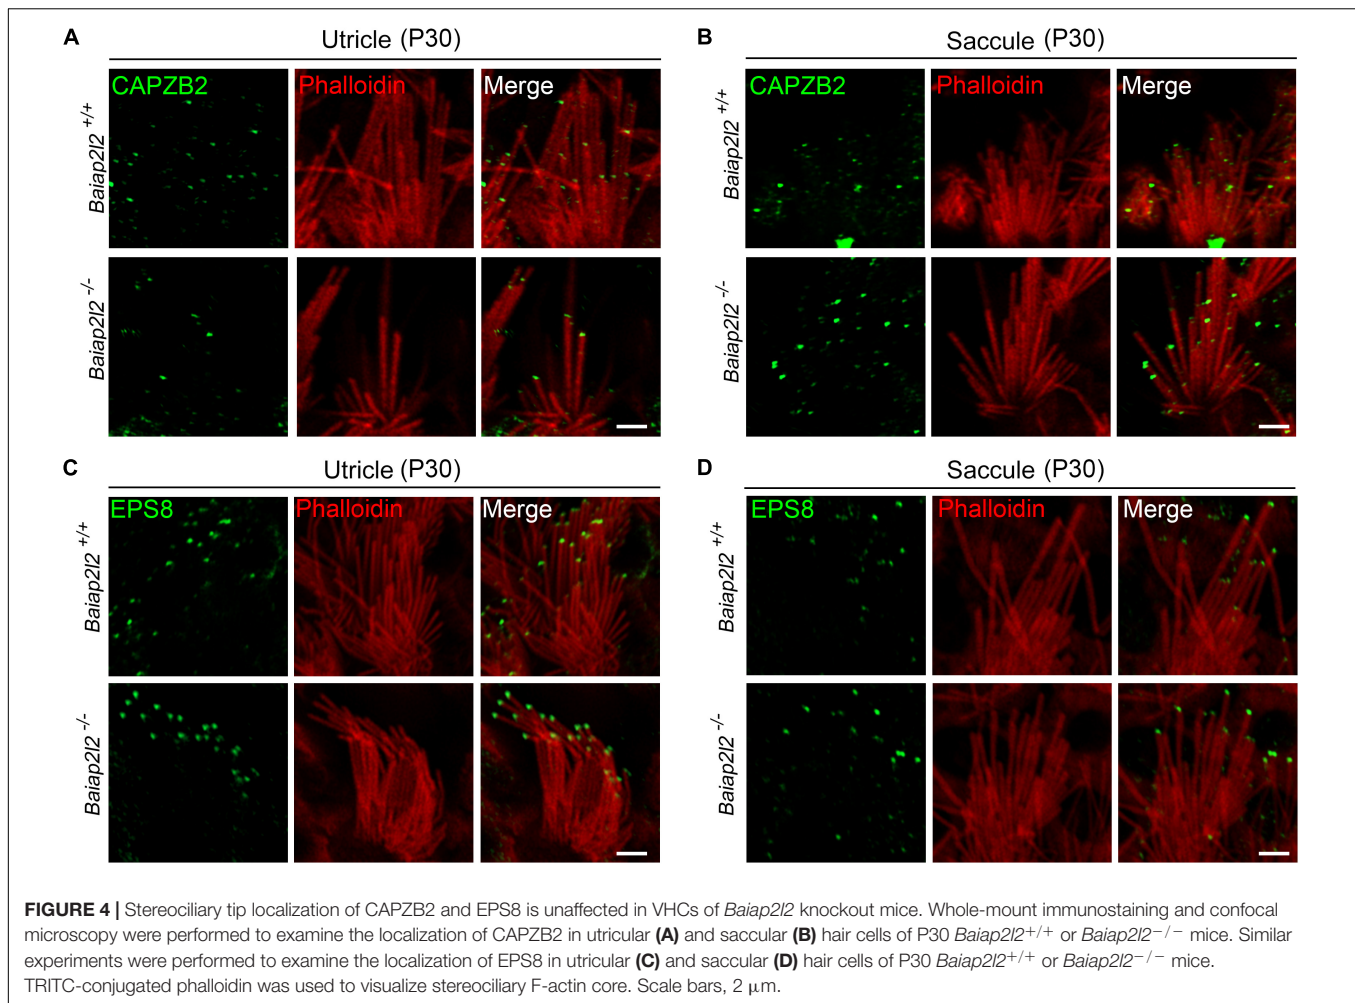 A
Utricle (P30)
CAPZB2
Phalloidin
Merge
Baiap2l2 +/+
Baiap2l2 -/-
B
Saccule (P30)
CAPZB2
Phalloidin
Merge
Baiap2l2 +/+
Baiap2l2 -/-
C
Utricle (P30)
EPS8
Phalloidin
Merge
Baiap2l2 +/+
Baiap2l2 -/-
D
Saccule (P30)
EPS8
Phalloidin
Merge
Baiap2l2 +/+
Baiap2l2 -/-
FIGURE 4 | Stereociliary tip localization of CAPZB2 and EPS8 is unaffected in VHCs of Baiap2l2 knockout mice. Whole-mount immunostaining and confocal
microscopy were performed to examine the localization of CAPZB2 in utricular (A) and saccular (B) hair cells of P30 Baiap2l2+/+ or Baiap2l2−/− mice. Similar
experiments were performed to examine the localization of EPS8 in utricular (C) and saccular (D) hair cells of P30 Baiap2l2+/+ or Baiap2l2−/− mice.
TRITC-conjugated phalloidin was used to visualize stereociliary F-actin core. Scale bars, 2 μm.